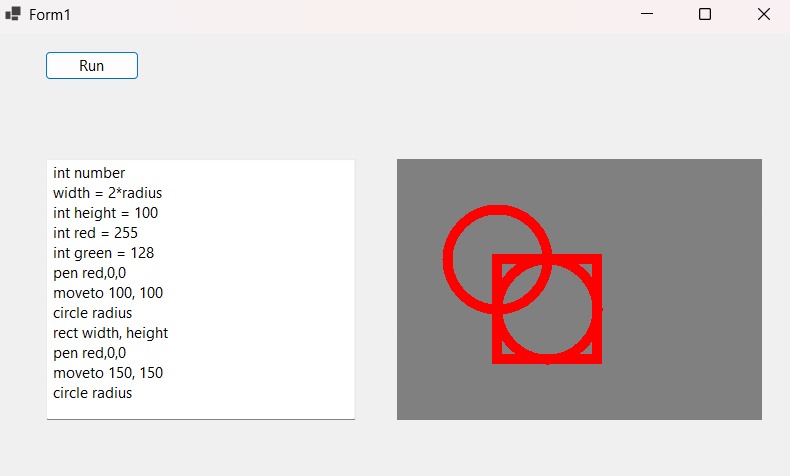 Form1
Run
int number
width = 2*radius
int height = 100
int red = 255
int green = 128
pen red,0,0
moveto 100, 100
circle radius
rect width, height
pen red,0,0
moveto 150, 150
circle radius